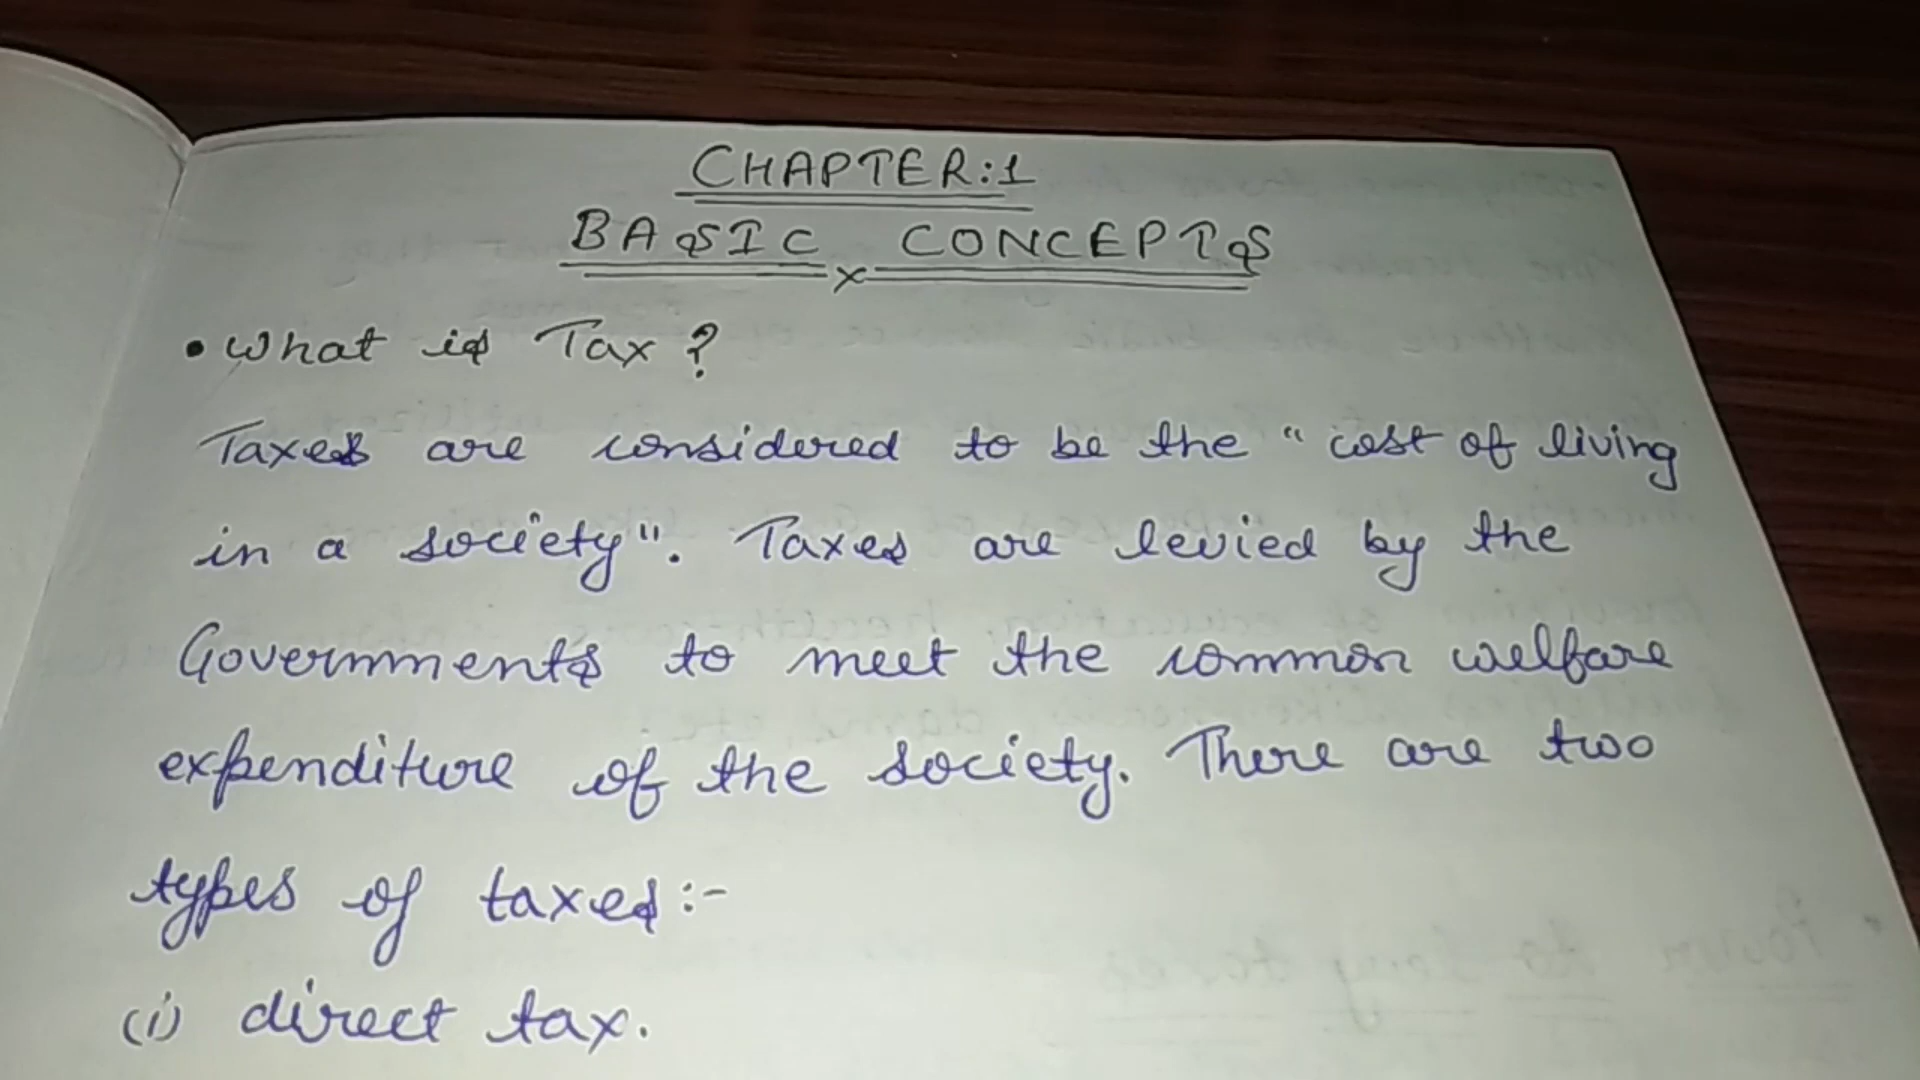 CHAPTER:1
BASIC CONCEPTS
• What is Tax?
Taxes are considered to be the "cost of living
in a society". Taxes are levied by the
Governments to meet the common welfare
expenditure of the society. There are two
types of taxes:-
(i) direct tax.